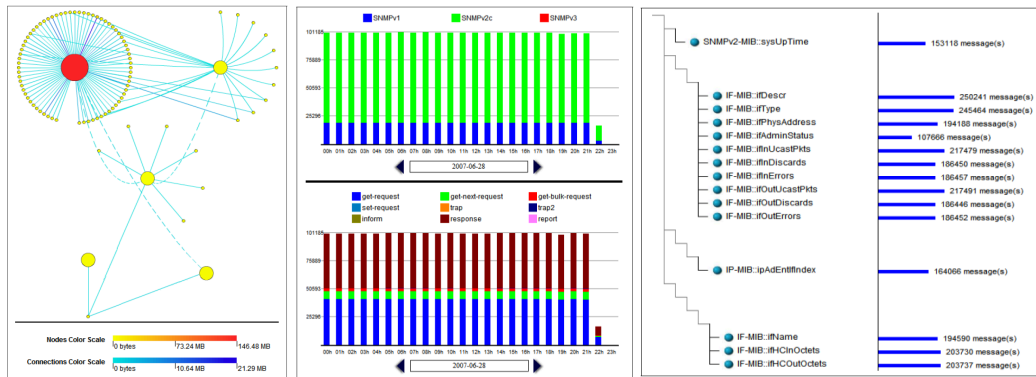 Nodes Color Scale
0 bytes 73.24 MB 146.48 MB
Connections Color Scale
0 bytes 10.64 MB 21.29 MB
SNMPv1 SNMPv2c SNMPv3
101185
75889
50593
25296
00h 01h 02h 03h 04h 05h 06h 07h 08h 09h 10h 11h 12h 13h 14h 15h 16h 17h 18h 19h 20h 21h 22h 23h
2007-06-28
get-request get-next-request get-bulk-request
set-request trap trap2
inform response report
101185
75889
50593
25296
00h 01h 02h 03h 04h 05h 06h 07h 08h 09h 10h 11h 12h 13h 14h 15h 16h 17h 18h 19h 20h 21h 22h 23h
2007-06-28
SNMPv2-MIB::sysUpTime 153118 message(s)
IF-MIB::ifDescr 250241 message(s)
IF-MIB::ifType 245464 message(s)
IF-MIB::ifPhysAddress 194188 message(s)
IF-MIB::ifAdminStatus 107666 message(s)
IF-MIB::ifInUcastPkts 217479 message(s)
IF-MIB::ifInDiscards 186450 message(s)
IF-MIB::ifInErrors 186457 message(s)
IF-MIB::ifOutUcastPkts 217491 message(s)
IF-MIB::ifOutDiscards 186446 message(s)
IF-MIB::ifOutErrors 186452 message(s)
IP-MIB::ipAdEntIfIndex 164066 message(s)
IF-MIB::ifName 194590 message(s)
IF-MIB::ifHCInOctets 203730 message(s)
IF-MIB::ifHCOutOctets 203737 message(s)